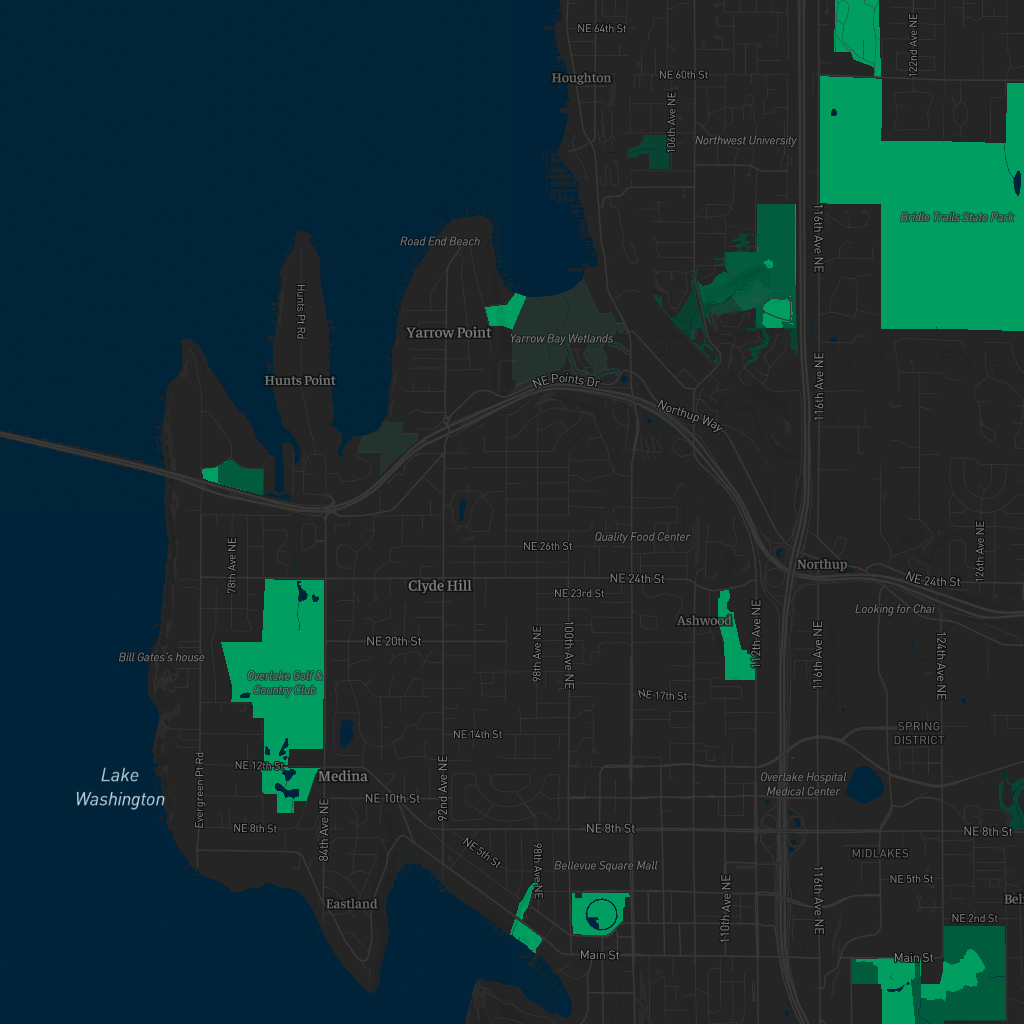 NE 64th St
122nd Ave NE
Houghton
NE 60th St
106th Ave NE
Northwest University
116th Ave NE
Bridle Trails State Park
Road End Beach
Hunts Pt Rd
Yarrow Point
Yarrow Bay Wetlands
Hunts Point
NE Points Dr
116th Ave NE
Northup Way
78th Ave NE
Quality Food Center
NE 26th St
126th Ave NE
Northup
NE 24th St
NE 24th St
Clyde Hill
NE 23rd St
Looking for Chai
Ashwood
112th Ave NE
NE 20th St
98th Ave NE
100th Ave NE
116th Ave NE
124th Ave NE
Bill Gates's house
Overlake Golf &
Country Club
NE 17th St
SPRING
DISTRICT
NE 14th St
NE 12th St
Lake
Washington
Medina
Evergreen Pt Rd
92nd Ave NE
Overlake Hospital
Medical Center
NE 10th St
84th Ave NE
NE 8th St
NE 8th St
NE 8th St
NE 5th St
98th Ave NE
Bellevue Square Mall
MIDLAKES
NE 5th St
116th Ave NE
110th Ave NE
Eastland
Bel
NE 2nd St
Main St
Main St